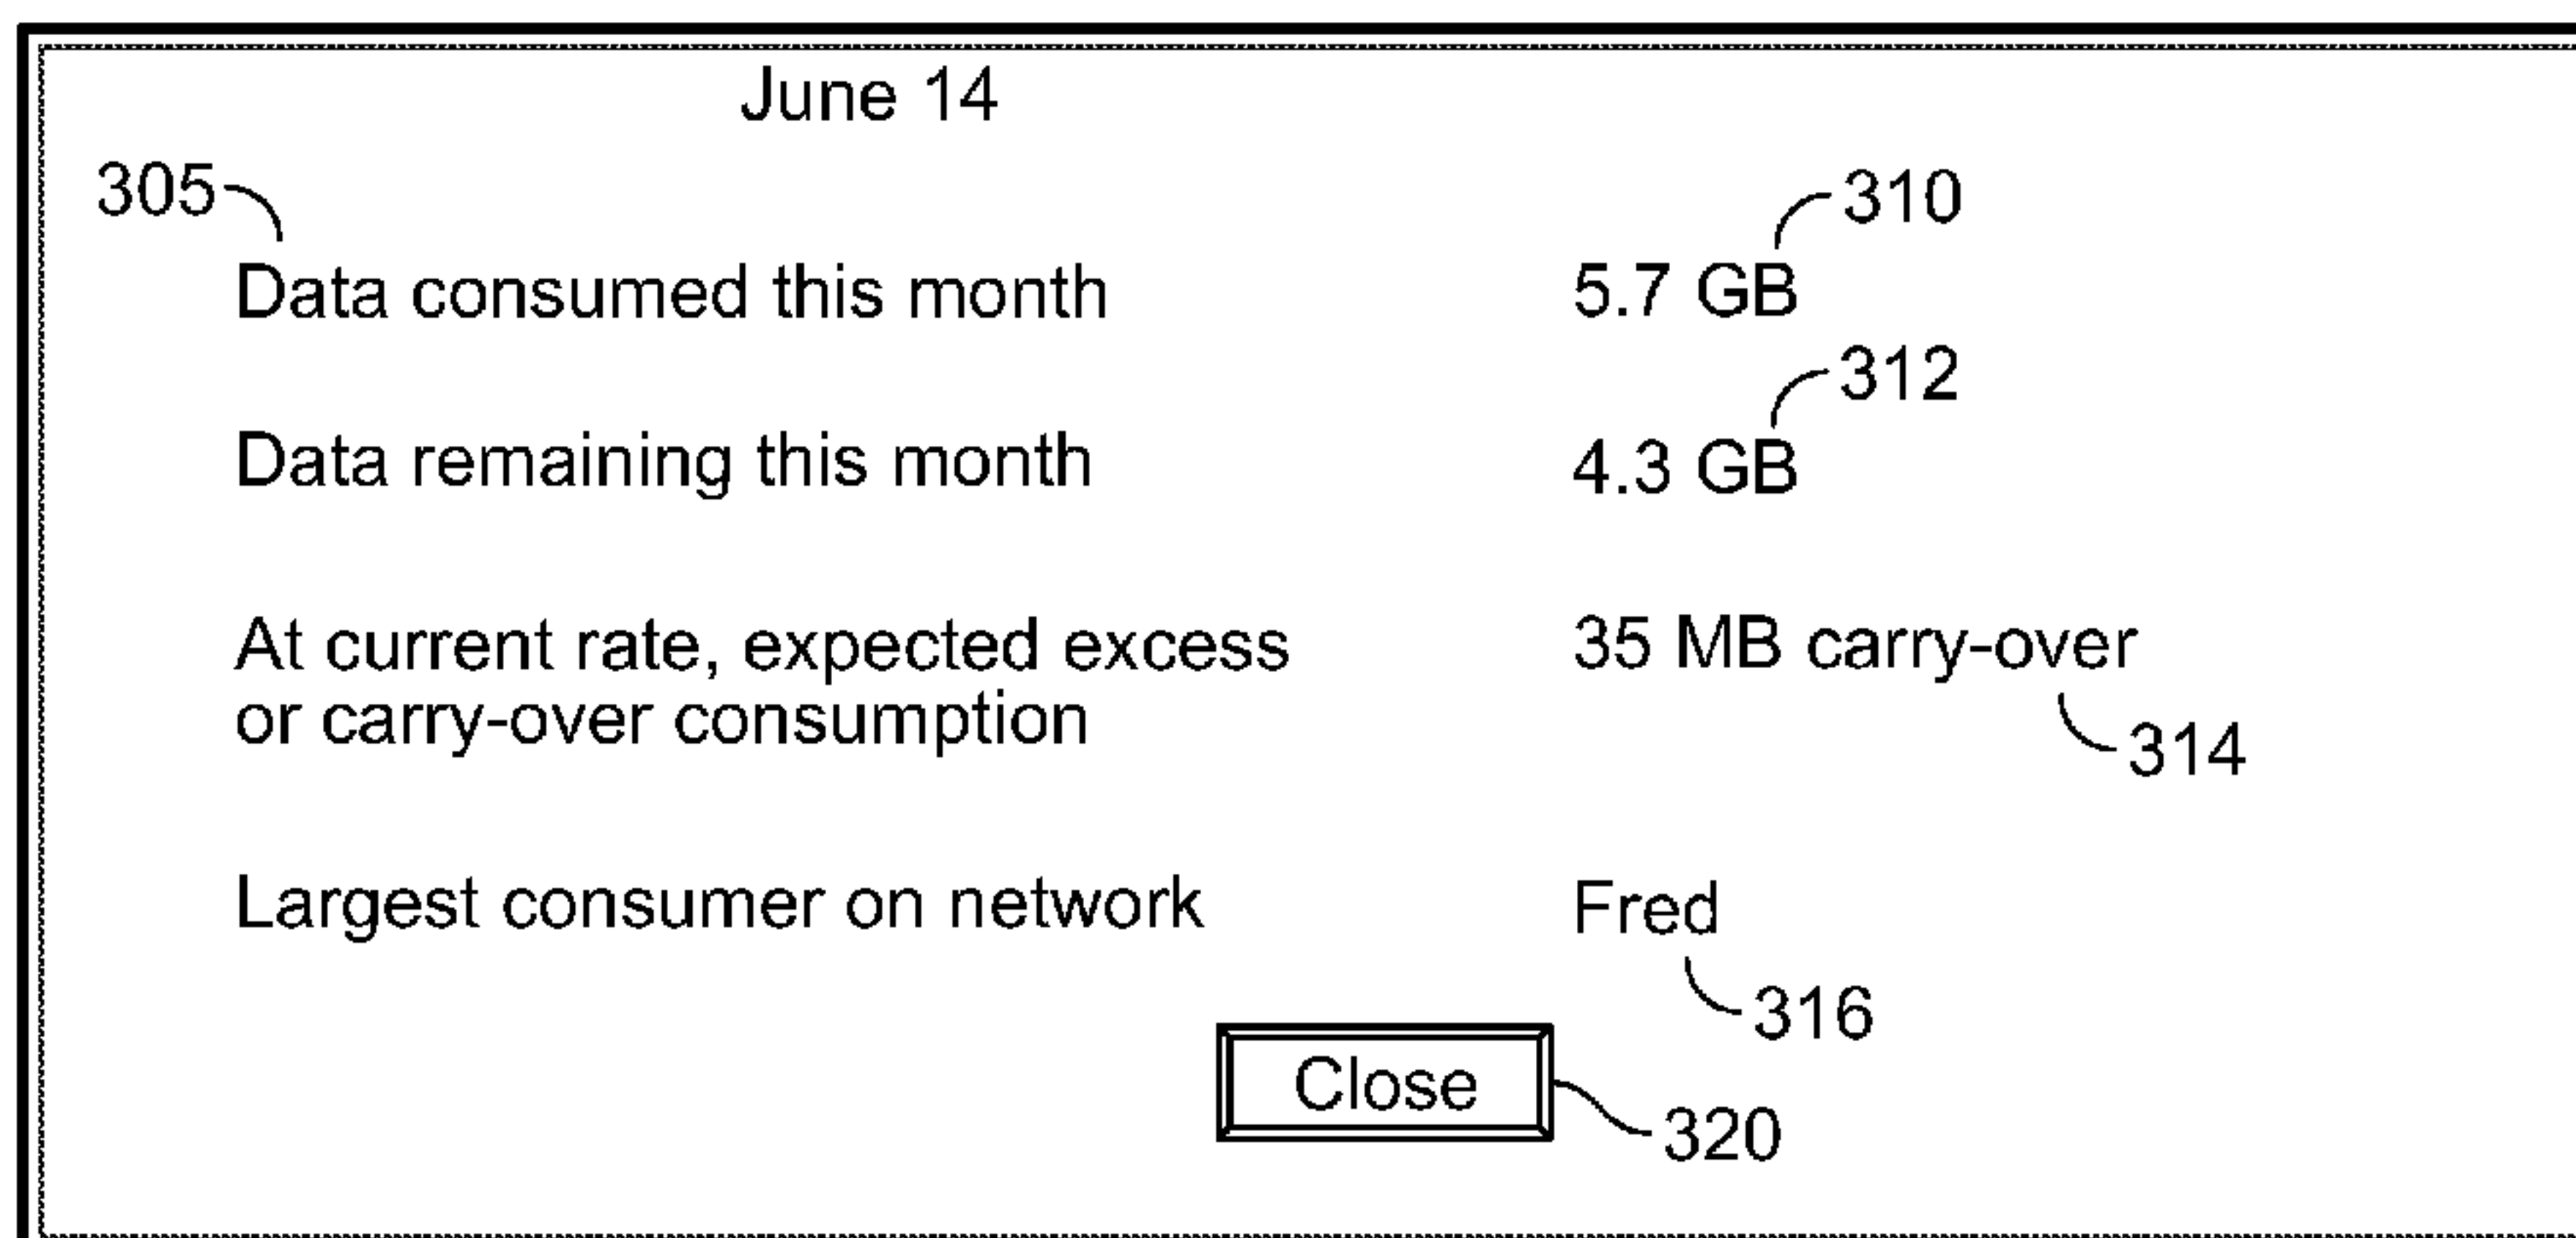 June 14
305
310
Data consumed this month 5.7 GB
312
Data remaining this month 4.3 GB
At current rate, expected excess 35 MB carry-over
or carry-over consumption
314
Largest consumer on network Fred
316
Close
320